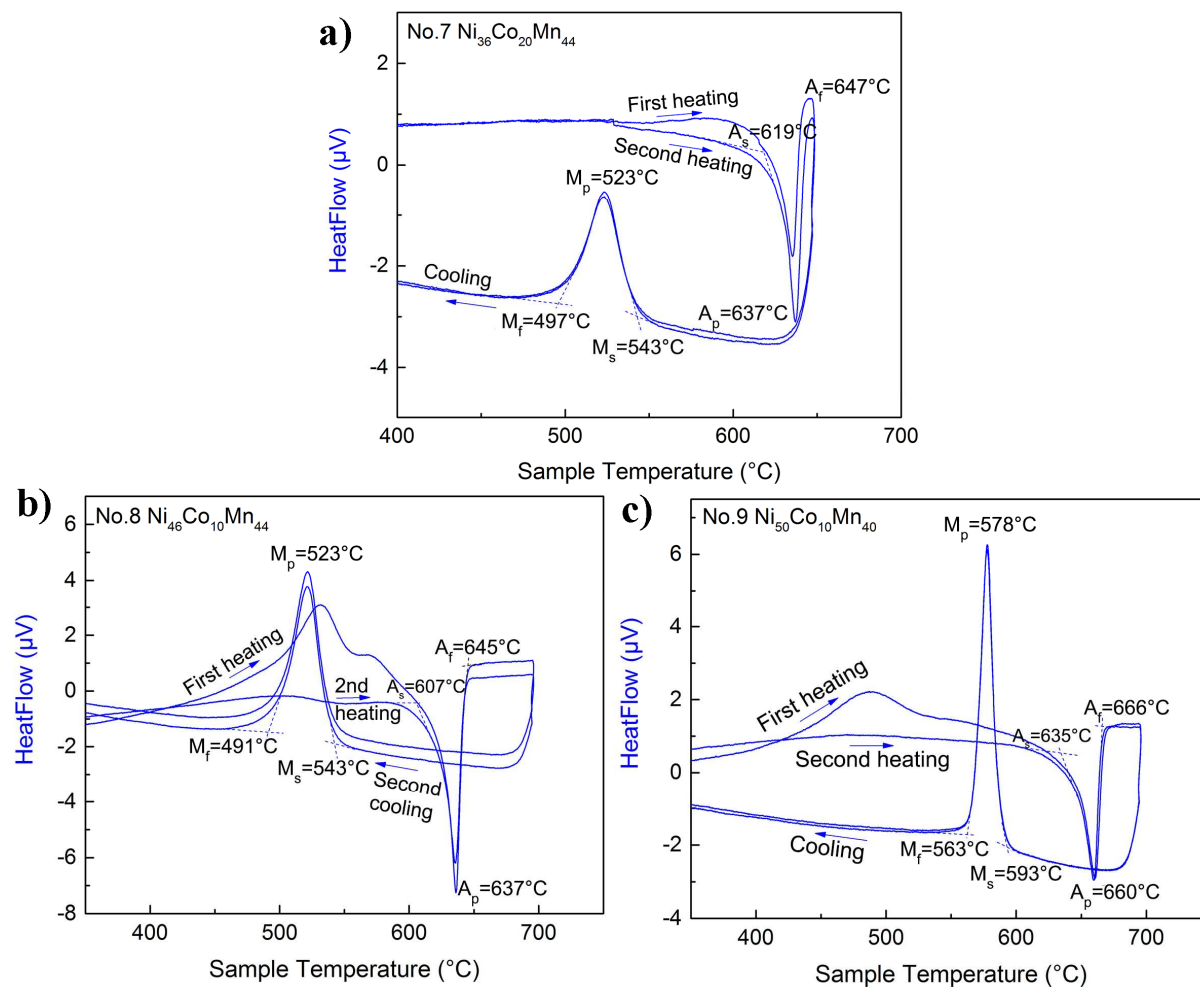 a)
No.7 Ni36Co20Mn44
HeatFlow (µV)
2
0
-2
-4
First heating
Af=647°C
As=619°C
Second heating
Mp=523°C
Cooling
Mf=497°C
Ap=637°C
Ms=543°C
400 500 600 700
Sample Temperature (°C)
b)
No.8 Ni46Co10Mn44
HeatFlow (µV)
6
4
2
0
-2
-4
-6
-8
Mp=523°C
First heating
Af=645°C
As=607°C
2nd
heating
Mf=491°C
Ms=543°C
Second
cooling
Ap=637°C
400 500 600 700
Sample Temperature (°C)
c)
No.9 Ni50Co10Mn40
HeatFlow (µV)
6
4
2
0
-2
-4
Mp=578°C
First heating
Af=666°C
As=635°C
Second heating
Cooling
Mf=563°C
Ms=593°C
Ap=660°C
400 500 600 700
Sample Temperature (°C)